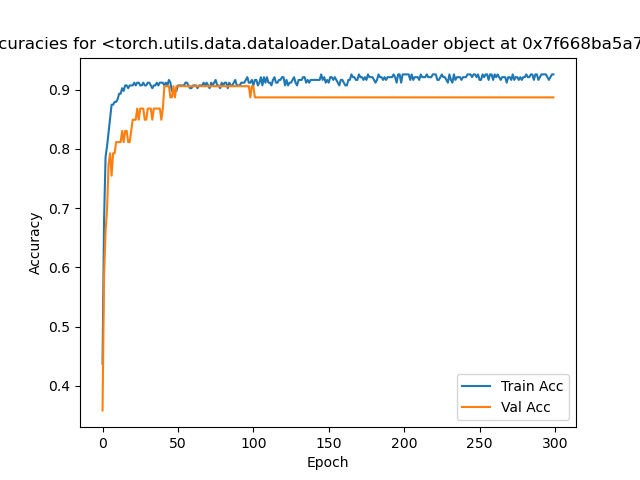 curacies for <torch.utils.data.dataloader.DataLoader object at 0x7f668ba5a7
0.9
0.8
0.7
0.6
0.5
0.4
Accuracy
0
50
100
150
200
250
300
Epoch
Train Acc
Val Acc